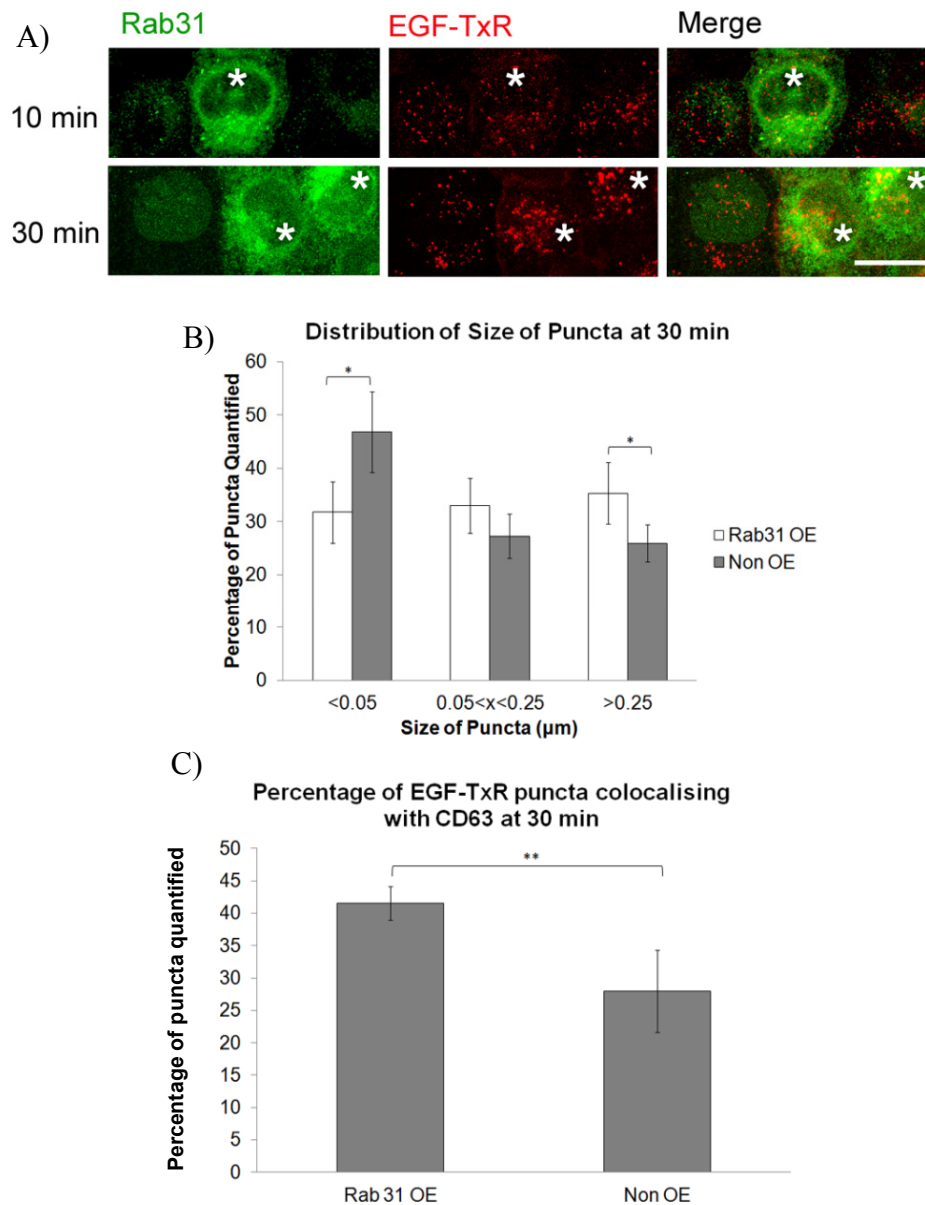 A)
Rab31 EGF-TxR Merge
10 min
* * *
30 min
* * * * * *
B)
Distribution of Size of Puncta at 30 min
Percentage of Puncta Quantified
60
50
40
30
20
10
0
* *
Rab31 OE
Non OE
<0.05 0.05<x<0.25 >0.25
Size of Puncta (µm)
C)
Percentage of EGF-TxR puncta colocalising
with CD63 at 30 min
Percentage of puncta quantified
50
45
40
35
30
25
20
15
10
5
0
**
Rab 31 OE Non OE